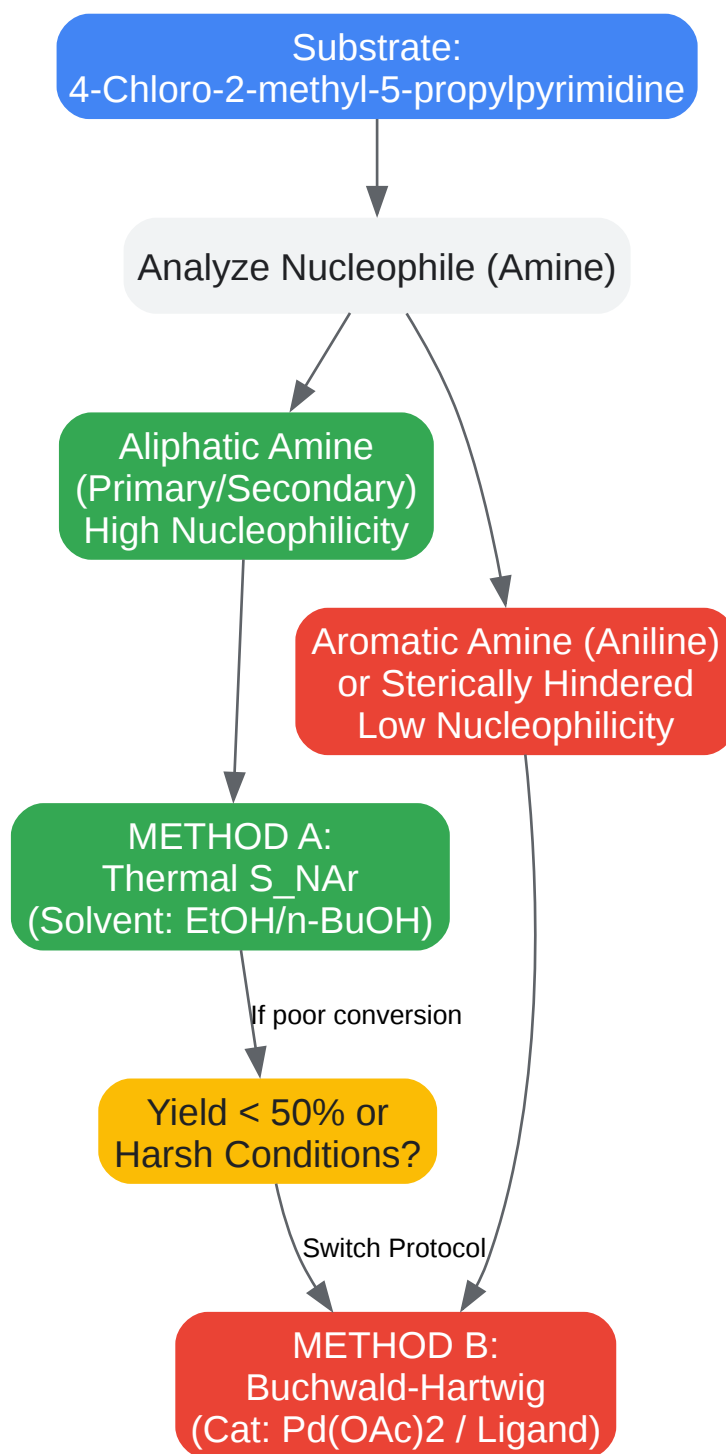 Substrate:
4-Chloro-2-methyl-5-propylpyrimidine
Analyze Nucleophile (Amine)
Aliphatic Amine
(Primary/Secondary)
High Nucleophilicity
Aromatic Amine (Aniline)
or Sterically Hindered
Low Nucleophilicity
METHOD A:
Thermal S_NAr
(Solvent: EtOH/n-BuOH)
If poor conversion
Yield < 50% or
Harsh Conditions?
Switch Protocol
METHOD B:
Buchwald-Hartwig
(Cat: Pd(OAc)2 / Ligand)